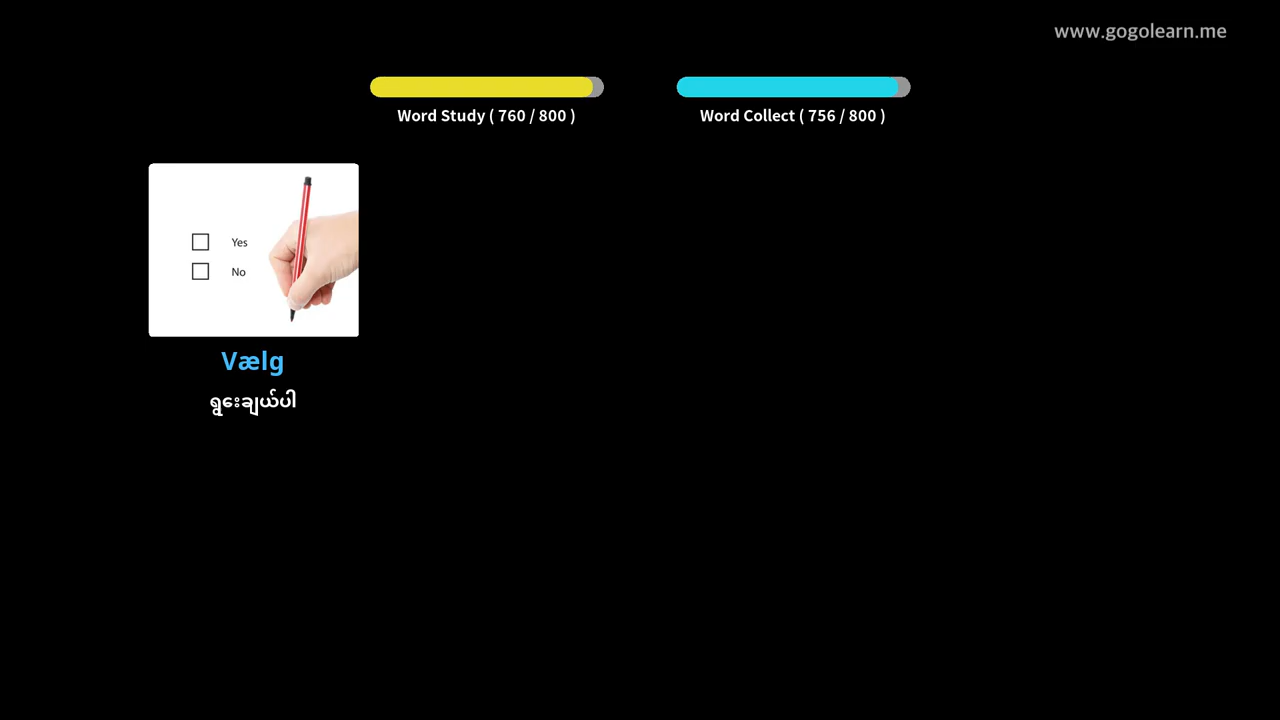 www.gogolearn.me
Word Study ( 760 / 800 )
Word Collect ( 756 / 800 )
Yes
No
Vælg
ရွေးချယ်ပါ